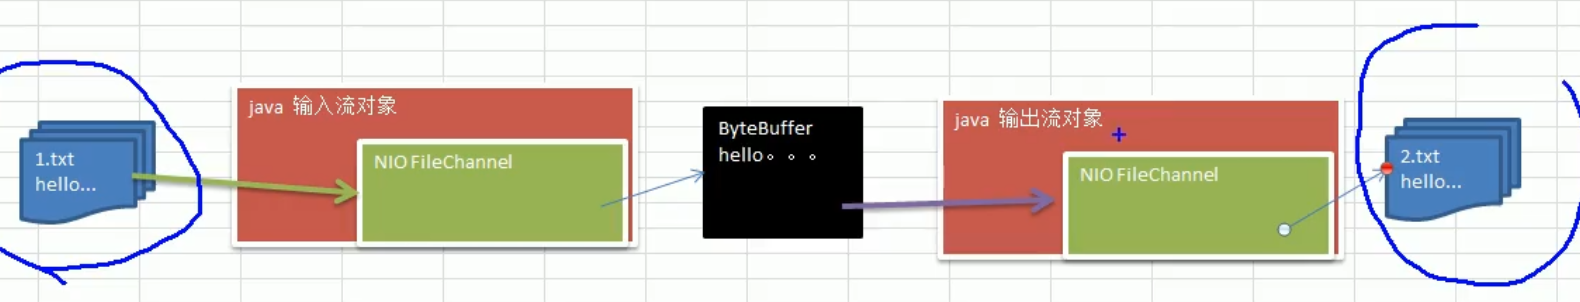 1.txt
hello...
java 输入流对象
NIO FileChannel
ByteBuffer
hello。。。
java 输出流对象
NIO FileChannel
2.txt
hello...